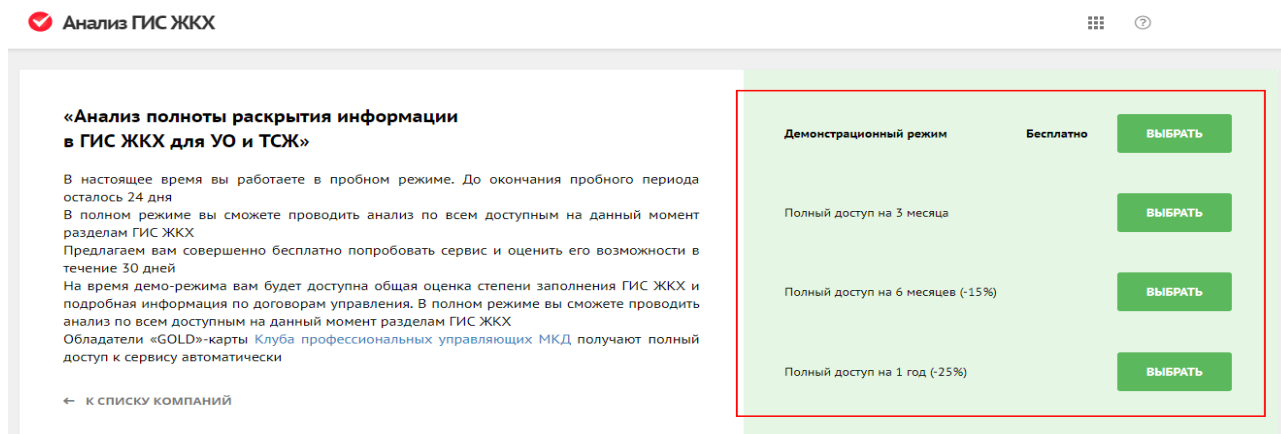 Анализ ГИС ЖКХ
«Анализ полноты раскрытия информации
в ГИС ЖКХ для УО и ТСЖ»
В настоящее время вы работаете в пробном режиме. До окончания пробного периода
осталось 24 дня
В полном режиме вы сможете проводить анализ по всем доступным на данный момент
разделам ГИС ЖКХ
Предлагаем вам совершенно бесплатно попробовать сервис и оценить его возможности в
течение 30 дней
На время демо-режима вам будет доступна общая оценка степени заполнения ГИС ЖКХ и
подробная информация по договорам управления. В полном режиме вы сможете проводить
анализ по всем доступным на данный момент разделам ГИС ЖКХ
Обладатели «GOLD»-карты Клуба профессиональных управляющих МКД получают полный
доступ к сервису автоматически
← К СПИСКУ КОМПАНИЙ
Демонстрационный режим Бесплатно ВЫБРАТЬ
Полный доступ на 3 месяца ВЫБРАТЬ
Полный доступ на 6 месяцев (-15%) ВЫБРАТЬ
Полный доступ на 1 год (-25%) ВЫБРАТЬ